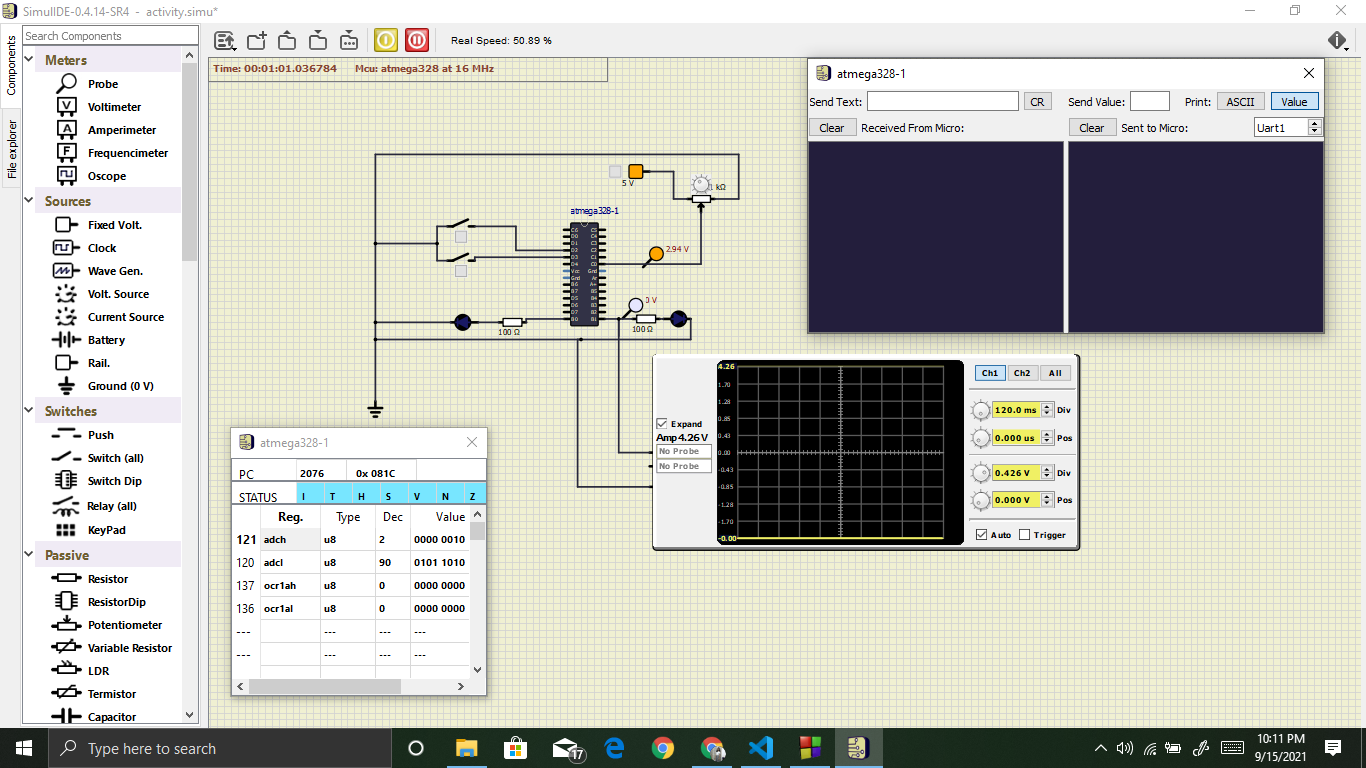 SimulIDE-0.4.14-SR4 - activity.simu*
Components
File explorer
Search Components
Meters
Probe
Voltimeter
Amperimeter
Frequencimeter
Oscope
Sources
Fixed Volt.
Clock
Wave Gen.
Volt. Source
Current Source
Battery
Rail.
Ground (0 V)
Switches
Push
Switch (all)
Switch Dip
Relay (all)
KeyPad
Passive
Resistor
ResistorDip
Potentiometer
Variable Resistor
LDR
Termistor
Capacitor
Real Speed: 50.89 %
Time: 00:01:01.036784 Mcu: atmega328 at 16 MHz
5 V
kΩ
atmega328-1
2.94 V
0 V
100 Ω
100 Ω
atmega328-1
Send Text: CR Send Value: Print: ASCII Value
Clear Received From Micro: Clear Sent to Micro: Uart1
Expand
Amp 4.26 V
No Probe
No Probe
4.26
1.70
1.28
0.85
0.43
0.00
-0.43
-0.85
-1.28
-1.70
-0.00
Ch1 Ch2 All
120.0 ms Div
0.000 us Pos
0.426 V Div
0.000 V Pos
Auto Trigger
atmega328-1
PC 2076 0x 081C
STATUS I T H S V N Z
Reg. Type Dec Value
121 adch u8 2 0000 0010
120 adcl u8 90 0101 1010
137 ocr1ah u8 0 0000 0000
136 ocr1al u8 0 0000 0000
--- --- --- ---
--- --- --- ---
Type here to search
17
10:11 PM
9/15/2021